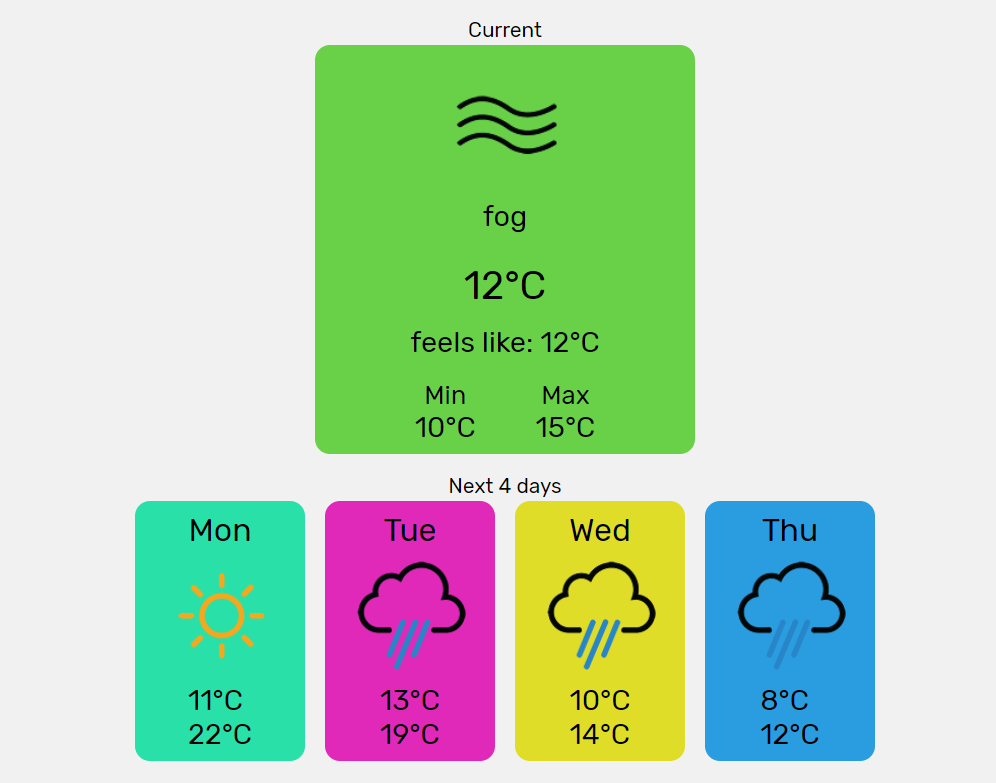 Current
fog
12°C
feels like: 12°C
Min Max
10°C 15°C
Next 4 days
Mon Tue Wed Thu
11°C 13°C 10°C 8°C
22°C 19°C 14°C 12°C